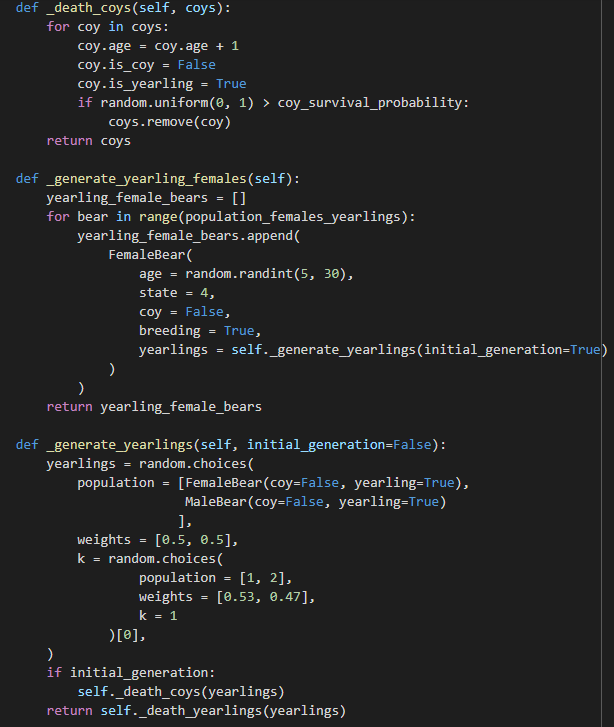 def _death_coys(self, coys):
    for coy in coys:
        coy.age = coy.age + 1
        coy.is_coy = False
        coy.is_yearling = True
        if random.uniform(0, 1) > coy_survival_probability:
            coys.remove(coy)
    return coys

def _generate_yearling_females(self):
    yearling_female_bears = []
    for bear in range(population_females_yearlings):
        yearling_female_bears.append(
            FemaleBear(
                age = random.randint(5, 30),
                state = 4,
                coy = False,
                breeding = True,
                yearlings = self._generate_yearlings(initial_generation=True)
            )
        )
    return yearling_female_bears

def _generate_yearlings(self, initial_generation=False):
    yearlings = random.choices(
        population = [FemaleBear(coy=False, yearling=True),
                      MaleBear(coy=False, yearling=True)
                     ],
        weights = [0.5, 0.5],
        k = random.choices(
                population = [1, 2],
                weights = [0.53, 0.47],
                k = 1
            )[0],
    )
    if initial_generation:
        self._death_coys(yearlings)
    return self._death_yearlings(yearlings)